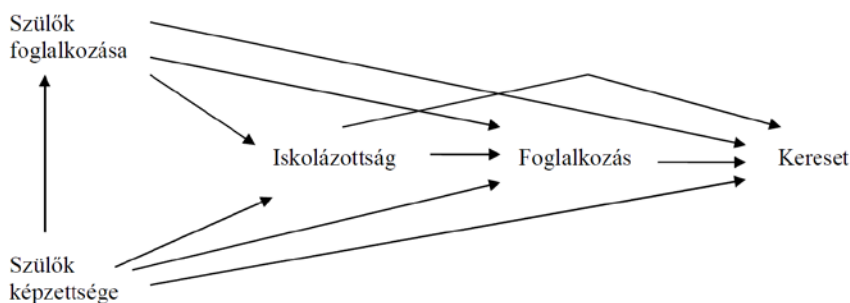 Szülők
foglalkozása
Iskolázottság
Foglalkozás
Kereset
Szülők
képzettsége